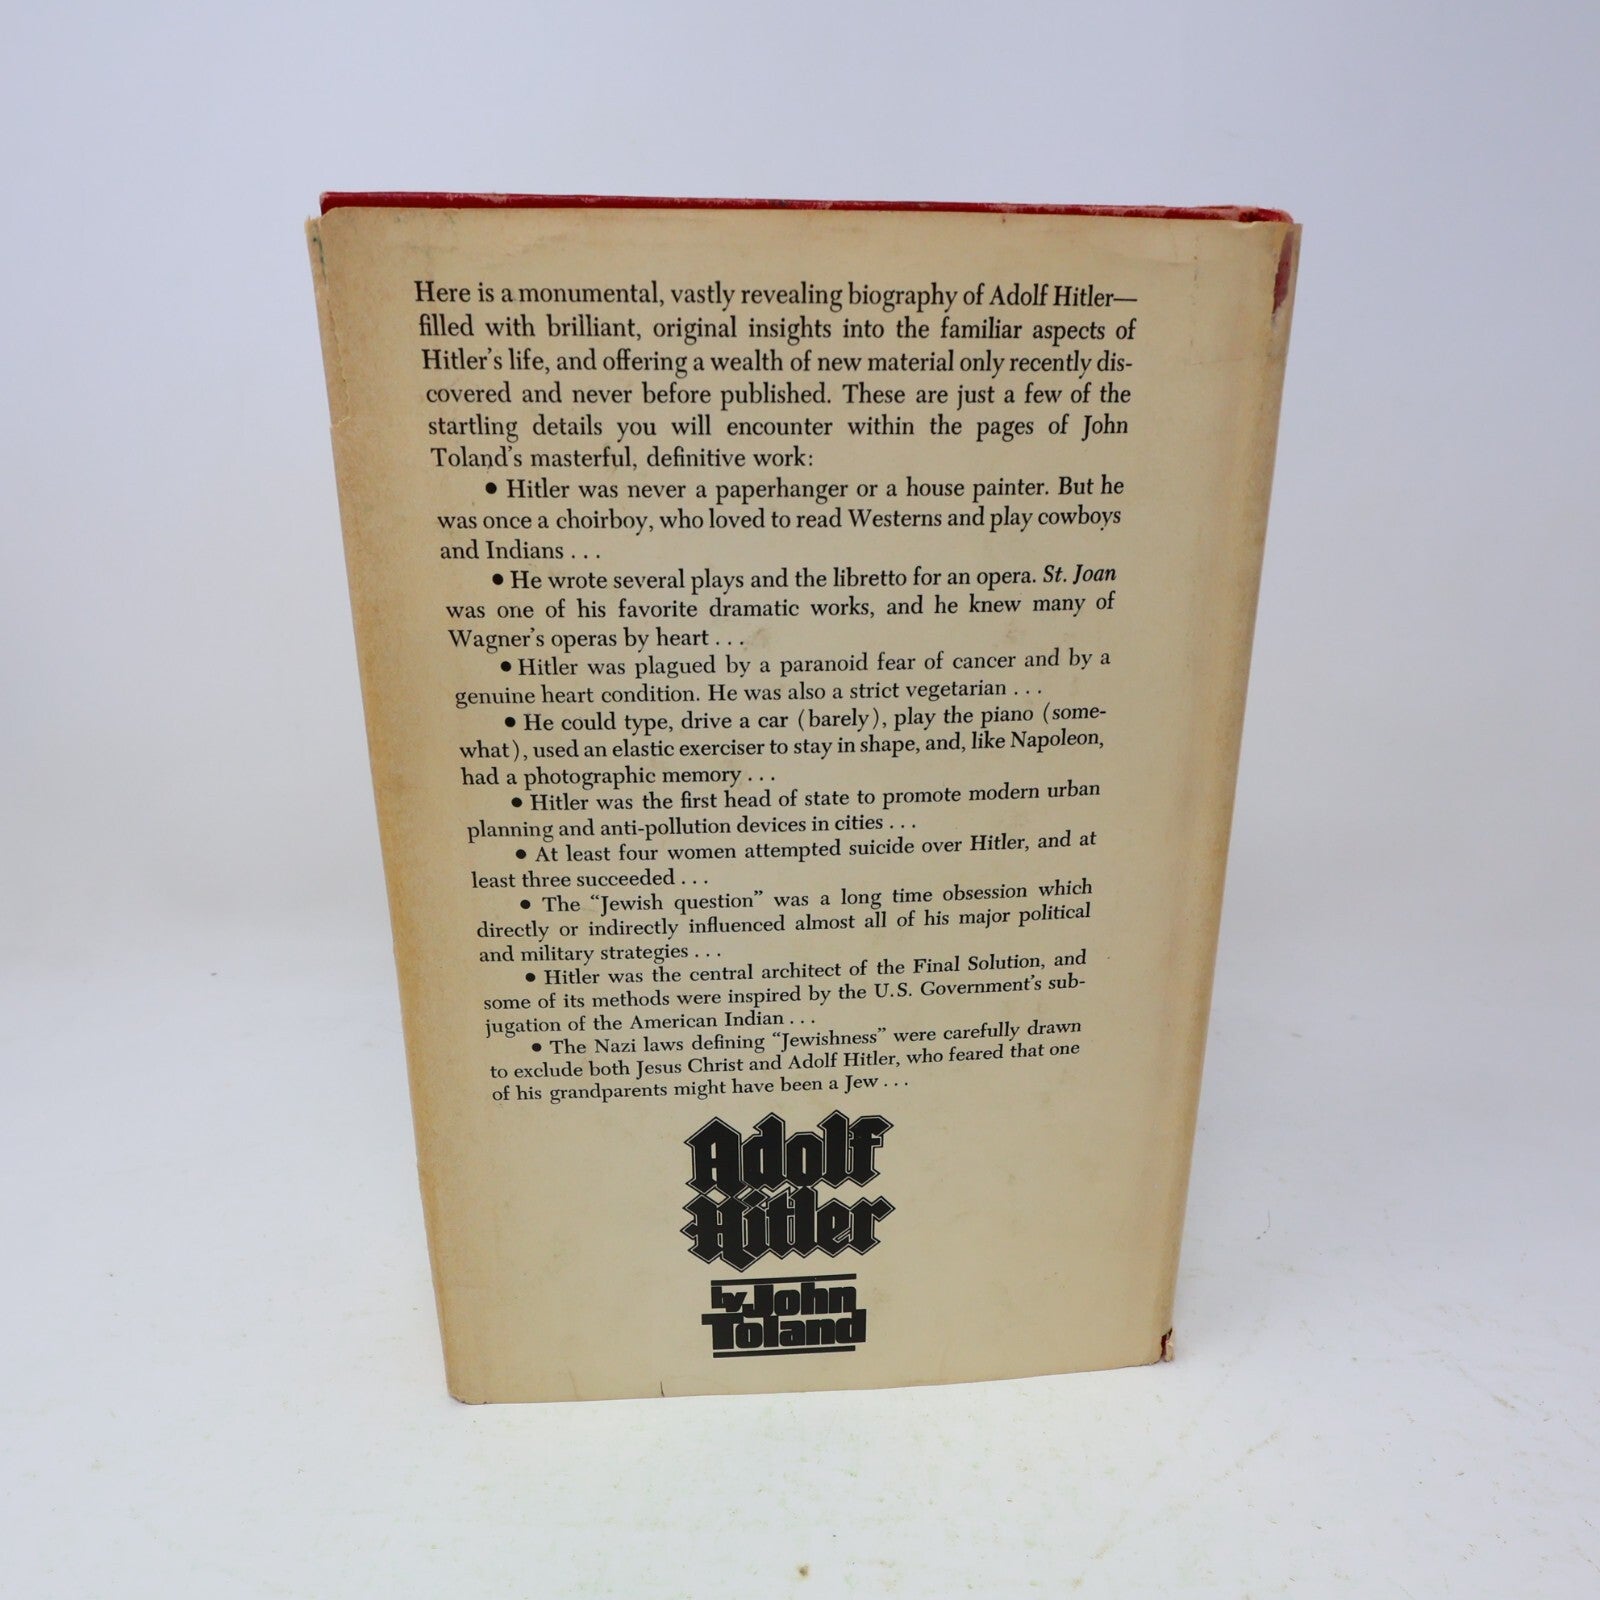 Here is a monumental, vastly revealing biography of Adolf Hitler—
filled with brilliant, original insights into the familiar aspects of
Hitler's life, and offering a wealth of new material only recently dis-
covered and never before published. These are just a few of the
startling details you will encounter within the pages of John
Toland's masterful, definitive work:
• Hitler was never a paperhanger or a house painter. But he
was once a choirboy, who loved to read Westerns and play cowboys
and Indians . . .
• He wrote several plays and the libretto for an opera. St. Joan
was one of his favorite dramatic works, and he knew many of
Wagner's operas by heart . . .
• Hitler was plagued by a paranoid fear of cancer and by a
genuine heart condition. He was also a strict vegetarian . . .
• He could type, drive a car (barely), play the piano (some-
what), used an elastic exerciser to stay in shape, and, like Napoleon,
had a photographic memory . . .
• Hitler was the first head of state to promote modern urban
planning and anti-pollution devices in cities . . .
• At least four women attempted suicide over Hitler, and at
least three succeeded . . .
• The “Jewish question” was a long time obsession which
directly or indirectly influenced almost all of his major political
and military strategies . . .
• Hitler was the central architect of the Final Solution, and
some of its methods were inspired by the U.S. Government's sub-
jugation of the American Indian . . .
• The Nazi laws defining “Jewishness” were carefully drawn
to exclude both Jesus Christ and Adolf Hitler, who feared that one
of his grandparents might have been a Jew . . .
Adolf
Hitler
by John
Toland